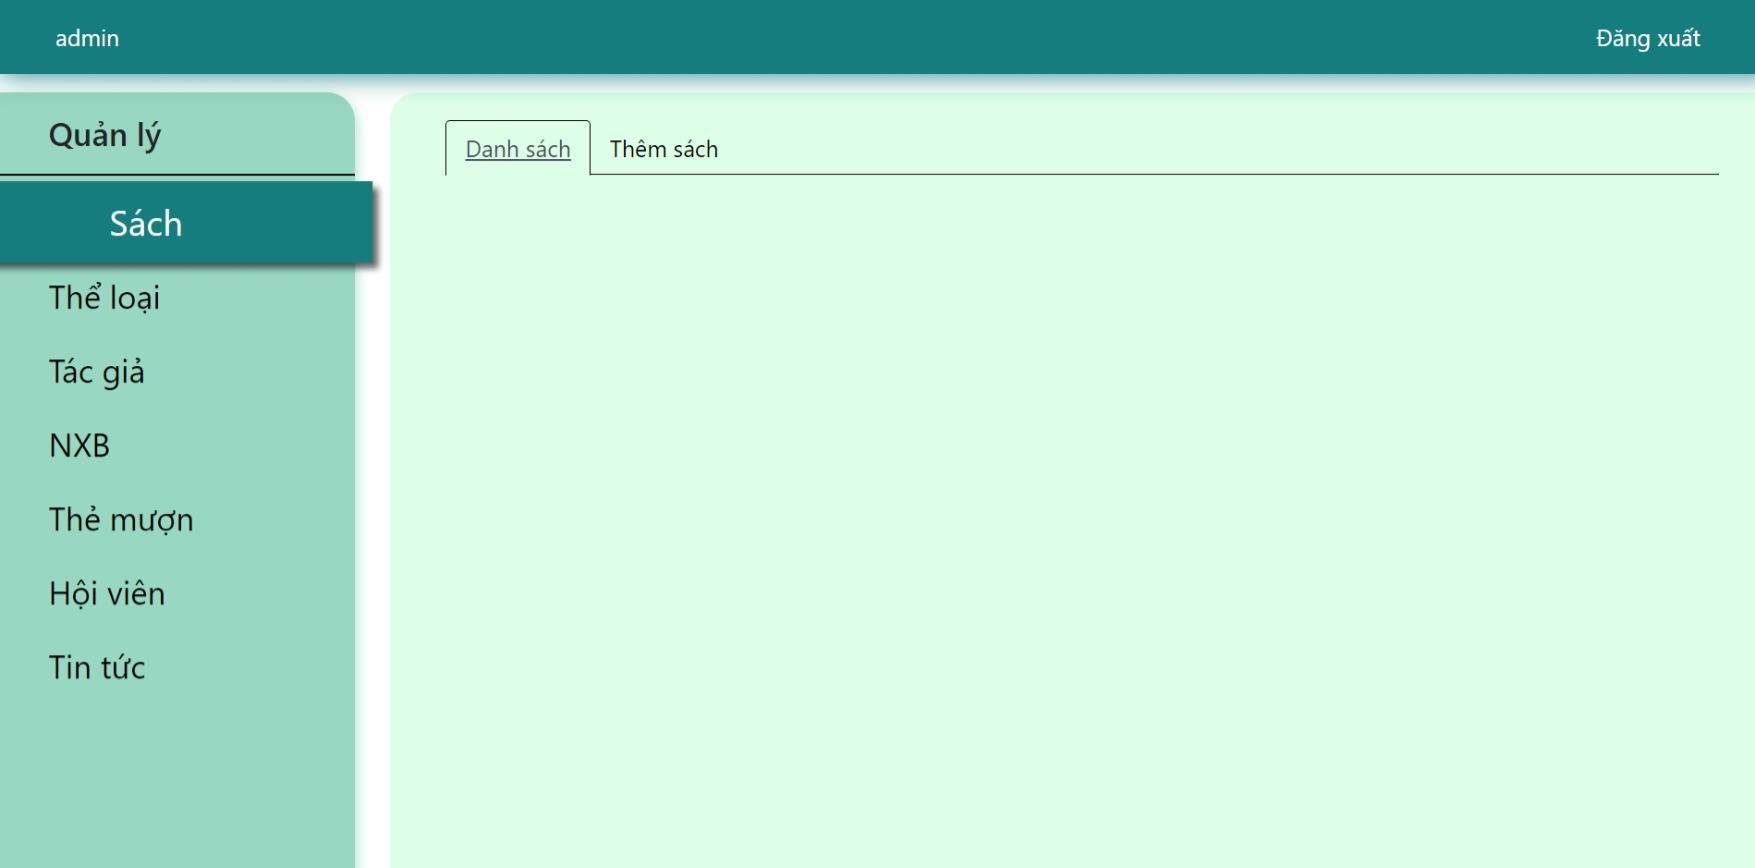 admin
Đăng xuất
Quản lý
Sách
Thể loại
Tác giả
NXB
Thẻ mượn
Hội viên
Tin tức
Danh sách
Thêm sách